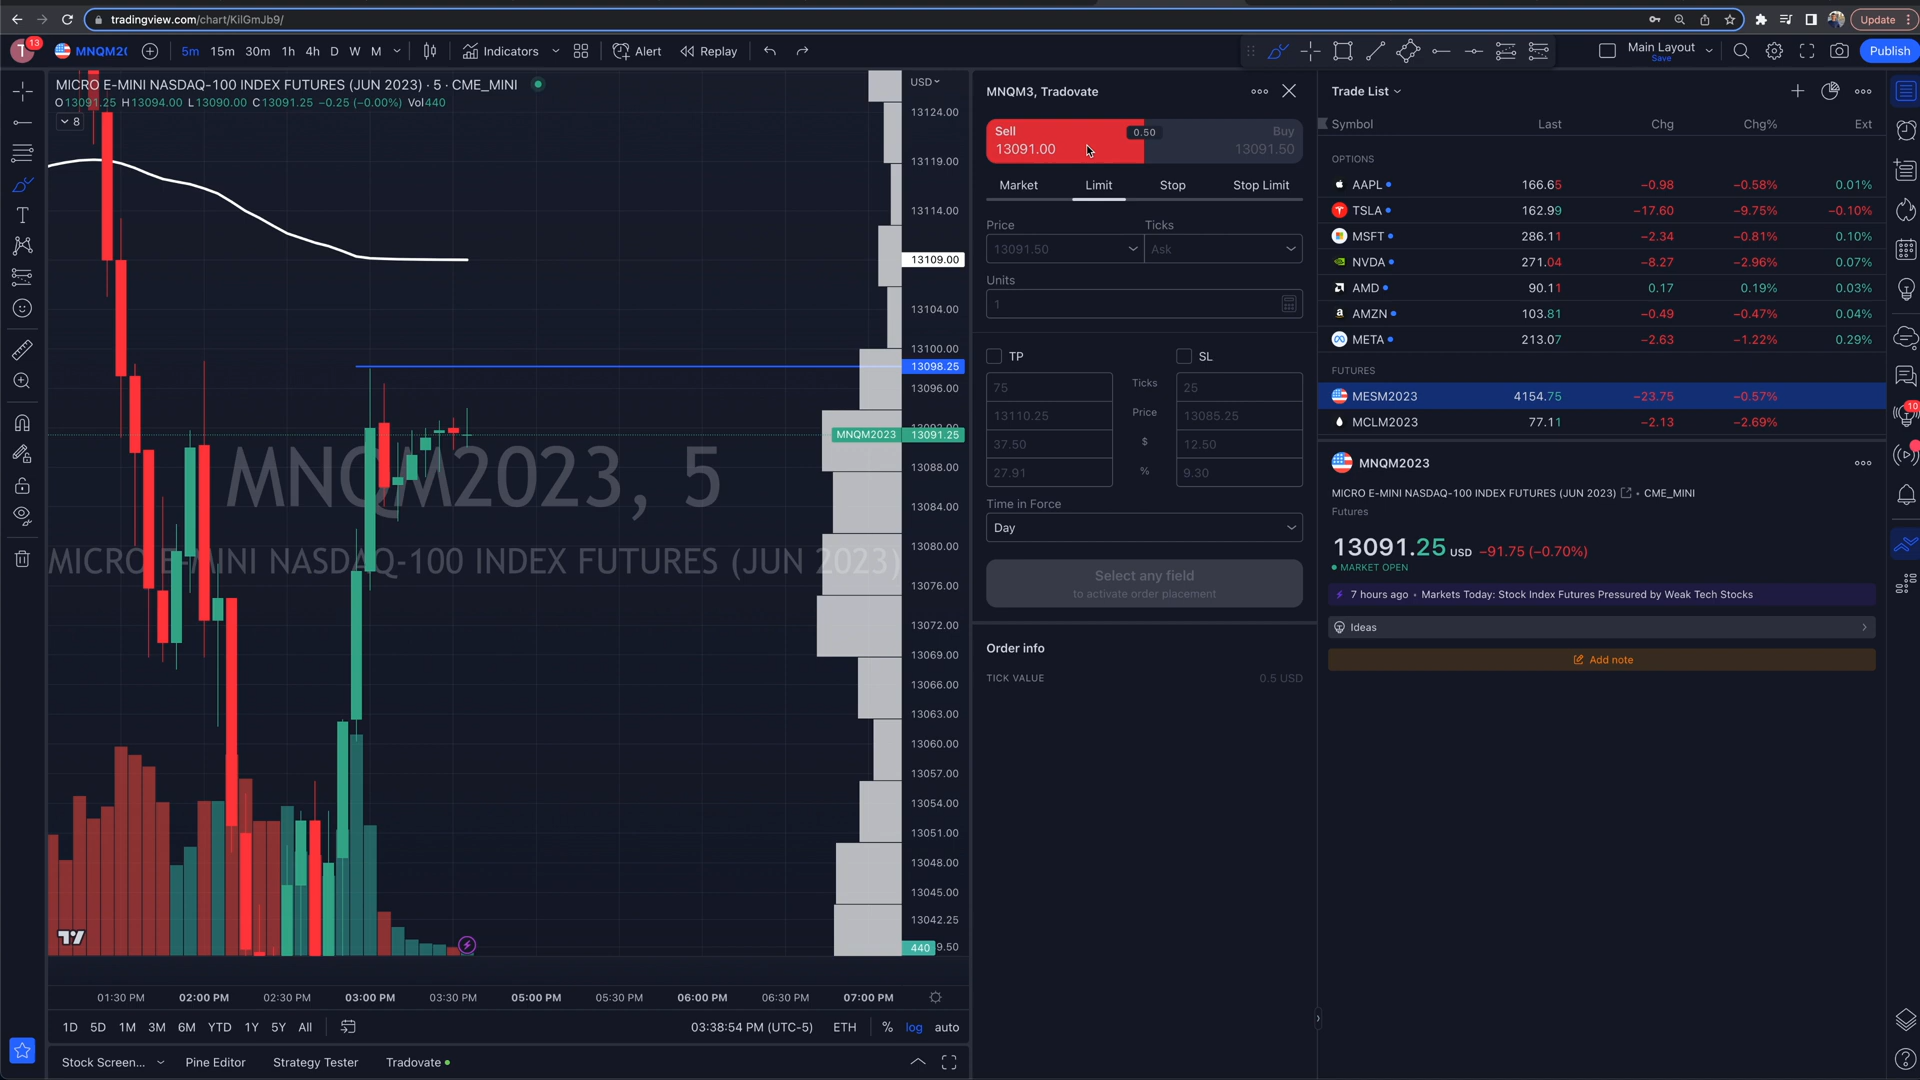 tradingview.com/chart/KilGmJb9/
Update
T 13
MNQM2(
5m 15m 30m 1h 4h D W M
Indicators
Alert
Replay
Main Layout
Save
Publish
MICRO E-MINI NASDAQ-100 INDEX FUTURES (JUN 2023) · 5 · CME_MINI
O13091.25 H13094.00 L13090.00 C13091.25 −0.25 (−0.00%) Vol440
8
USD
13124.00
13119.00
13114.00
13109.00
13104.00
13100.00
13098.25
13096.00
MNQM2023 13091.25
13088.00
13084.00
13080.00
13076.00
13072.00
13069.00
13066.00
13063.00
13060.00
13057.00
13054.00
13051.00
13048.00
13045.00
13042.25
440 9.50
MNQM2023, 5
MICRO E-MINI NASDAQ-100 INDEX FUTURES (JUN 2023)
01:30 PM 02:00 PM 02:30 PM 03:00 PM 03:30 PM 05:00 PM 05:30 PM 06:00 PM 06:30 PM 07:00 PM
1D 5D 1M 3M 6M YTD 1Y 5Y All
03:38:54 PM (UTC-5) ETH % log auto
Stock Screen... Pine Editor Strategy Tester Tradovate
MNQM3, Tradovate
Sell 0.50 Buy
13091.00 13091.50
Market Limit Stop Stop Limit
Price Ticks
13091.50 Ask
Units
1
TP SL
75 Ticks 25
13110.25 Price 13085.25
37.50 $ 12.50
27.91 % 9.30
Time in Force
Day
Select any field
to activate order placement
Order info
TICK VALUE 0.5 USD
Trade List
Symbol Last Chg Chg% Ext
OPTIONS
AAPL 166.65 −0.98 −0.58% 0.01%
TSLA 162.99 −17.60 −9.75% −0.10%
MSFT 286.11 −2.34 −0.81% 0.10%
NVDA 271.04 −8.27 −2.96% 0.07%
AMD 90.11 0.17 0.19% 0.03%
AMZN 103.81 −0.49 −0.47% 0.04%
META 213.07 −2.63 −1.22% 0.29%
FUTURES
MESM2023 4154.75 −23.75 −0.57%
MCLM2023 77.11 −2.13 −2.69%
MNQM2023
MICRO E-MINI NASDAQ-100 INDEX FUTURES (JUN 2023) • CME_MINI
Futures
13091.25 USD −91.75 (−0.70%)
MARKET OPEN
7 hours ago • Markets Today: Stock Index Futures Pressured by Weak Tech Stocks
Ideas
Add note
10